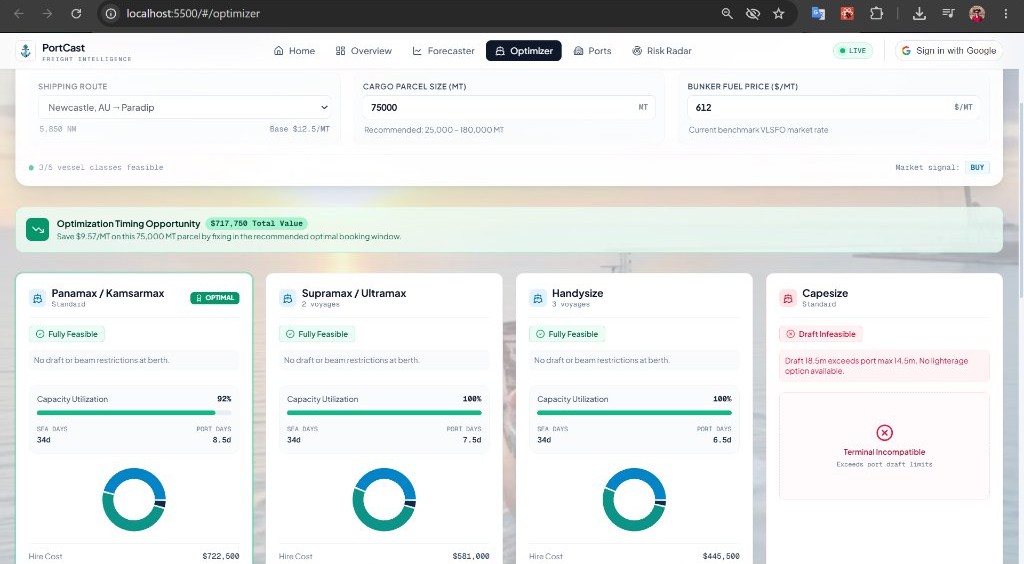 localhost:5500/#/optimizer
PortCast
FREIGHT INTELLIGENCE
Home
Overview
Forecaster
Optimizer
Ports
Risk Radar
LIVE
Sign in with Google
SHIPPING ROUTE
Newcastle, AU → Paradip
5,850 NM
Base $12.5/MT
CARGO PARCEL SIZE (MT)
75000
MT
Recommended: 25,000 – 180,000 MT
BUNKER FUEL PRICE ($/MT)
612
$/MT
Current benchmark VLSFO market rate
3/5 vessel classes feasible
Market signal: BUY
Optimization Timing Opportunity
$717,750 Total Value
Save $9.57/MT on this 75,000 MT parcel by fixing in the recommended optimal booking window.
Panamax / Kamsarmax
Standard
OPTIMAL
Fully Feasible
No draft or beam restrictions at berth.
Capacity Utilization 92%
SEA DAYS PORT DAYS
34d 8.5d
Hire Cost $722,500
Supramax / Ultramax
2 voyages
Fully Feasible
No draft or beam restrictions at berth.
Capacity Utilization 100%
SEA DAYS PORT DAYS
34d 7.5d
Hire Cost $581,000
Handysize
3 voyages
Fully Feasible
No draft or beam restrictions at berth.
Capacity Utilization 100%
SEA DAYS PORT DAYS
34d 6.5d
Hire Cost $445,500
Capesize
Standard
Draft Infeasible
Draft 18.5m exceeds port max 14.5m. No lighterage
option available.
Terminal Incompatible
Exceeds port draft limits